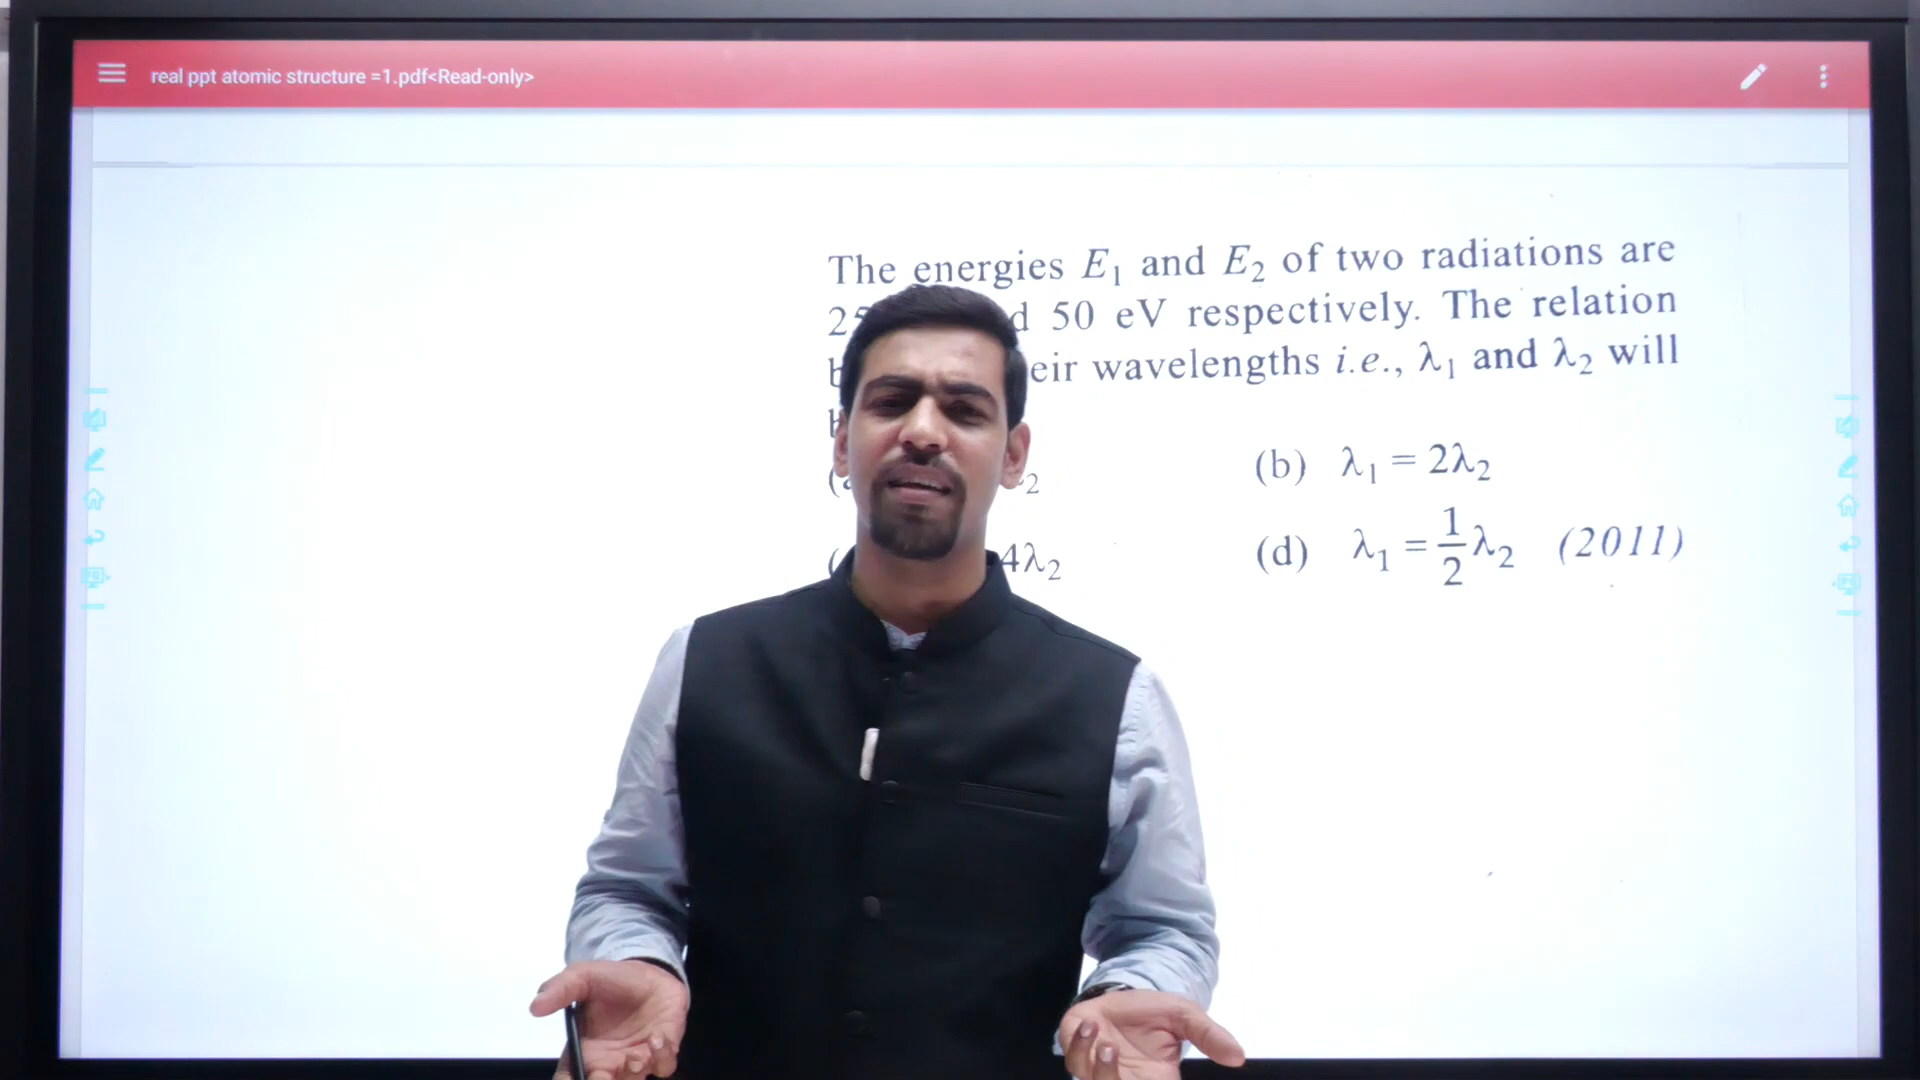 real ppt atomic structure =1.pdf<Read-only>
The energies E₁ and E₂ of two radiations are
50 eV respectively. The relation
wavelengths i.e., λ₁ and λ₂ will
(b) λ₁ = 2λ₂
4λ₂ (d) λ₁ = 1/2 λ₂ (2011)